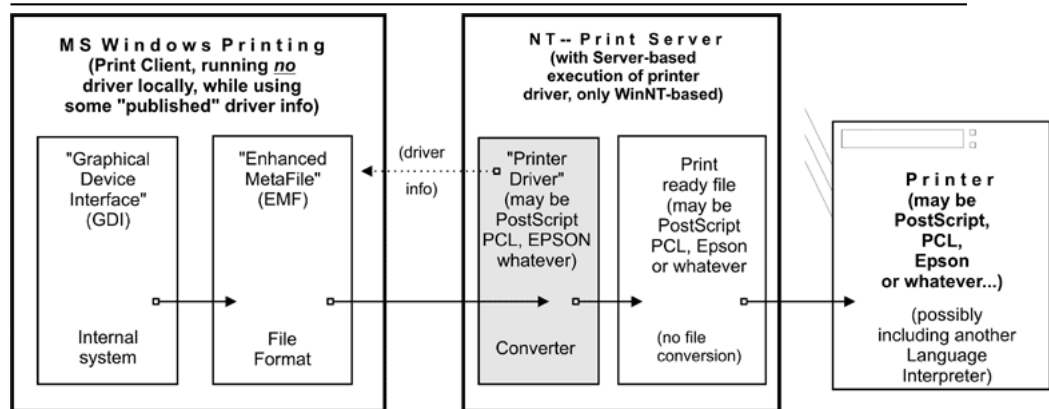 MS Windows Printing
(Print Client, running no
driver locally, while using
some "published" driver info)
"Graphical
Device
Interface"
(GDI)
Internal
system
"Enhanced
MetaFile"
(EMF)
File
Format
(driver
info)
NT-- Print Server
(with Server-based
execution of printer
driver, only WinNT-based)
"Printer
Driver"
(may be
PostScript
PCL, EPSON
whatever)
Converter
Print
ready file
(may be
PostScript
PCL, Epson
or whatever
(no file
conversion)
Printer
(may be
PostScript,
PCL,
Epson
or whatever...)
(possibly
including another
Language
Interpreter)